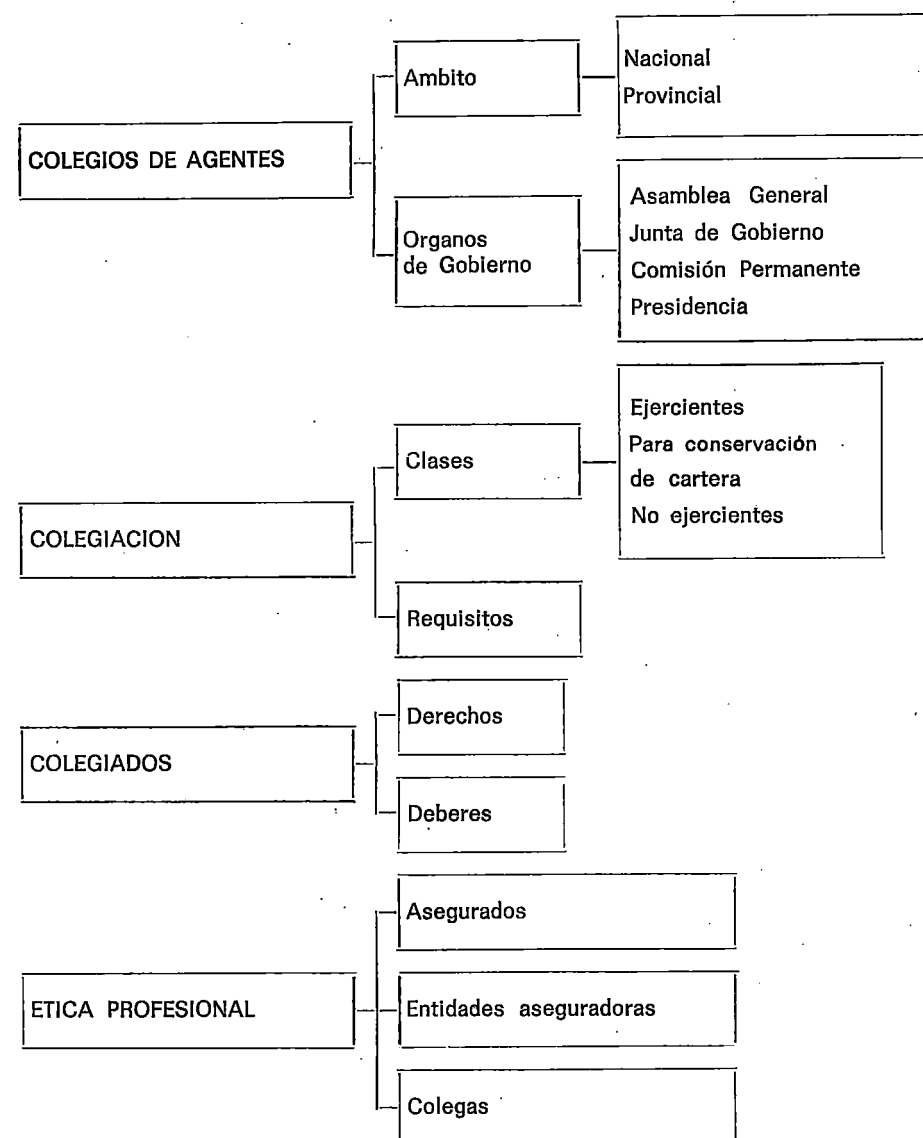 COLEGIOS DE AGENTES
Ambito
Nacional
Provincial
Organos
de Gobierno
Asamblea General
Junta de Gobierno
Comisión Permanente
Presidencia
COLEGIACION
Clases
Ejercientes
Para conservación
de cartera
No ejercientes
Requisitos
COLEGIADOS
Derechos
Deberes
ETICA PROFESIONAL
Asegurados
Entidades aseguradoras
Colegas